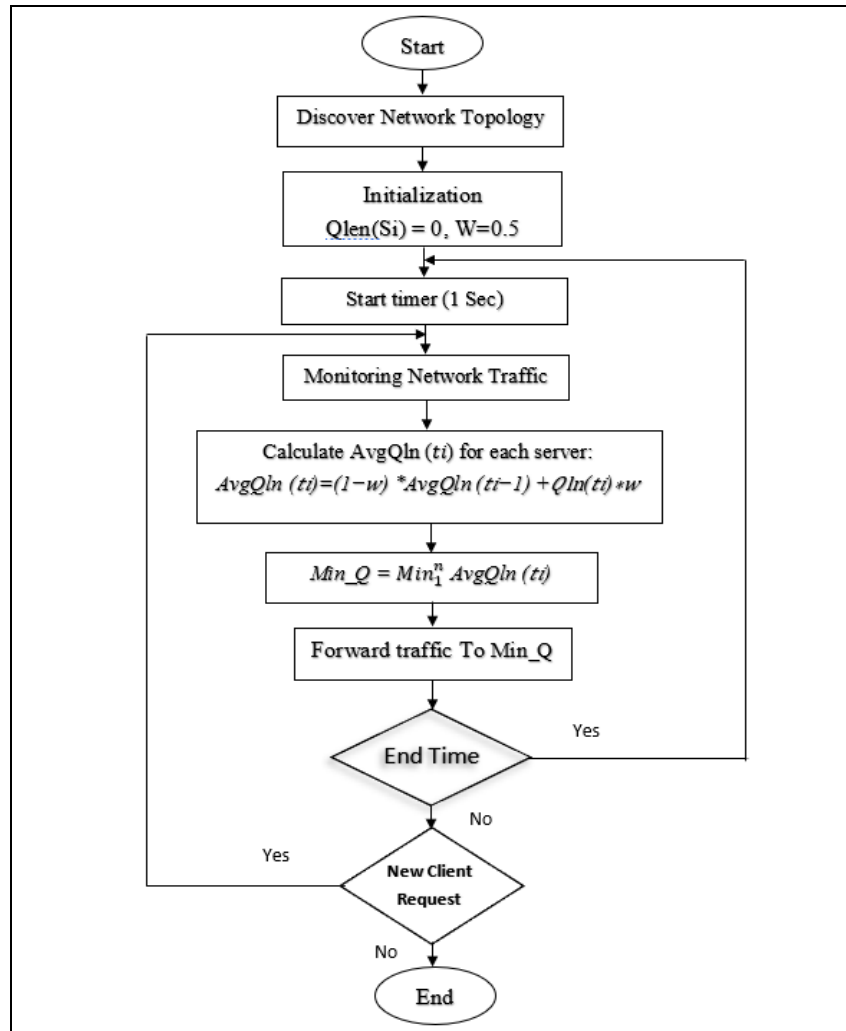 Start
Discover Network Topology
Initialization
Qlen(Si) = 0, W=0.5
Start timer (1 Sec)
Monitoring Network Traffic
Calculate AvgQln (ti) for each server:
AvgQln (ti)=(1−w) *AvgQln (ti−1) +Qln(ti)*w
Min_Q = Min₁ⁿ AvgQln (ti)
Forward traffic To Min_Q
End Time
Yes
No
Yes
New Client
Request
No
End